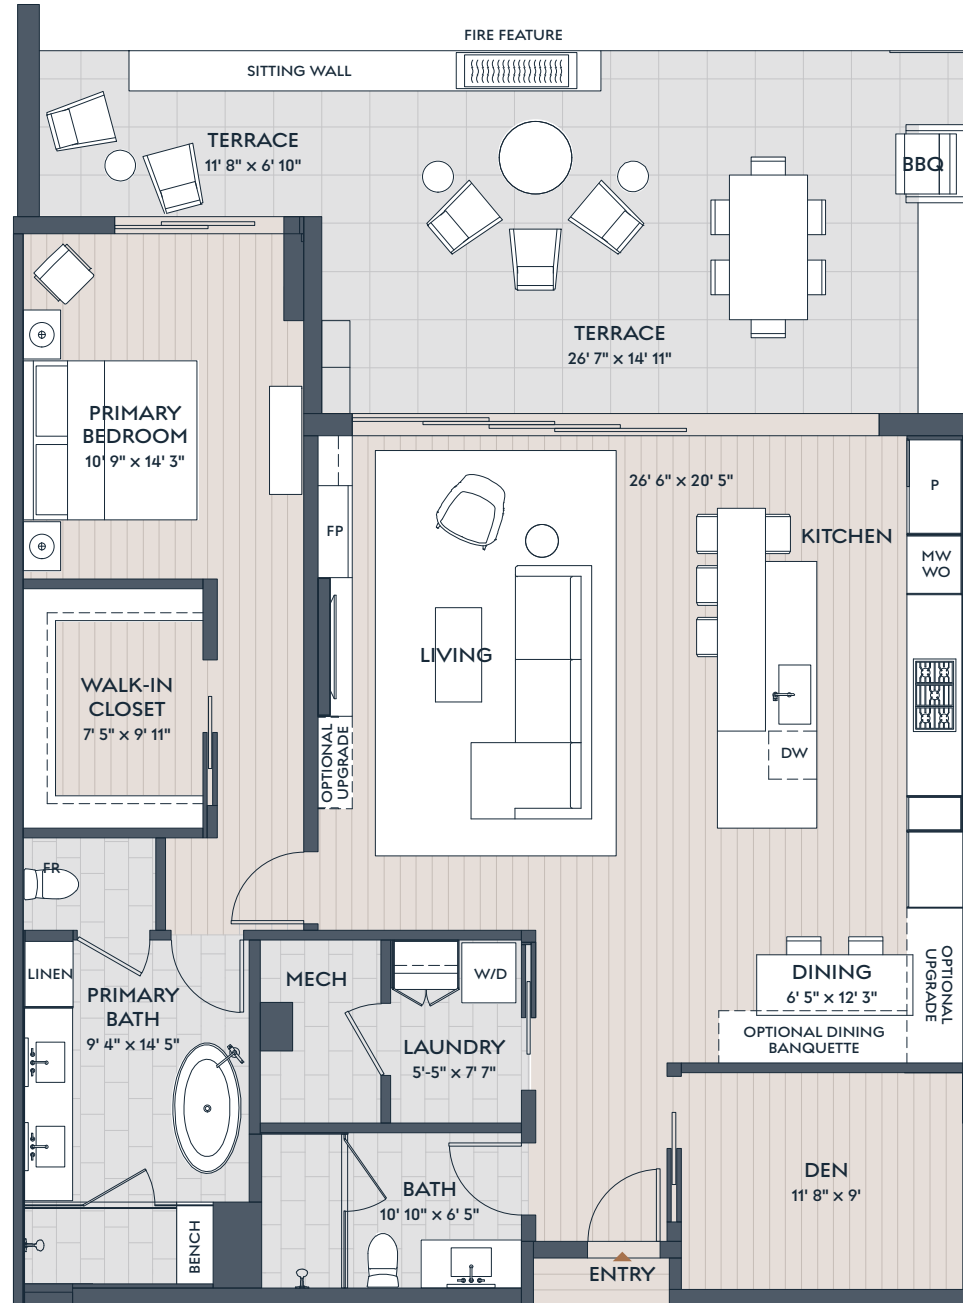 FIRE FEATURE
SITTING WALL
TERRACE
11' 8" x 6' 10"
BBQ
TERRACE
26' 7" x 14' 11"
PRIMARY
BEDROOM
10' 9" x 14' 3"
26' 6" x 20' 5"
P
FP
KITCHEN
MW
WO
LIVING
WALK-IN
CLOSET
7' 5" x 9' 11"
OPTIONAL
UPGRADE
DW
FR
LINEN
PRIMARY
BATH
9' 4" x 14' 5"
MECH
W/D
DINING
6' 5" x 12' 3"
OPTIONAL
UPGRADE
OPTIONAL DINING
BANQUETTE
LAUNDRY
5'-5" x 7' 7"
BATH
10' 10" x 6' 5"
DEN
11' 8" x 9'
BENCH
ENTRY